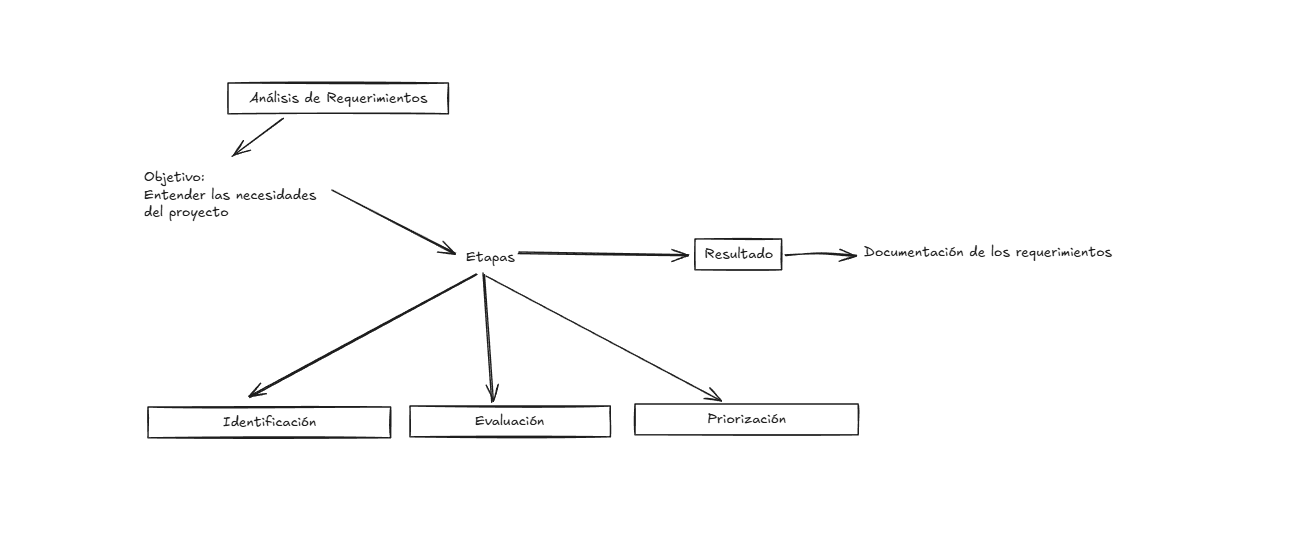 Análisis de Requerimientos
Objetivo:
Entender las necesidades
del proyecto
Etapas
Resultado
Documentación de los requerimientos
Identificación
Evaluación
Priorización